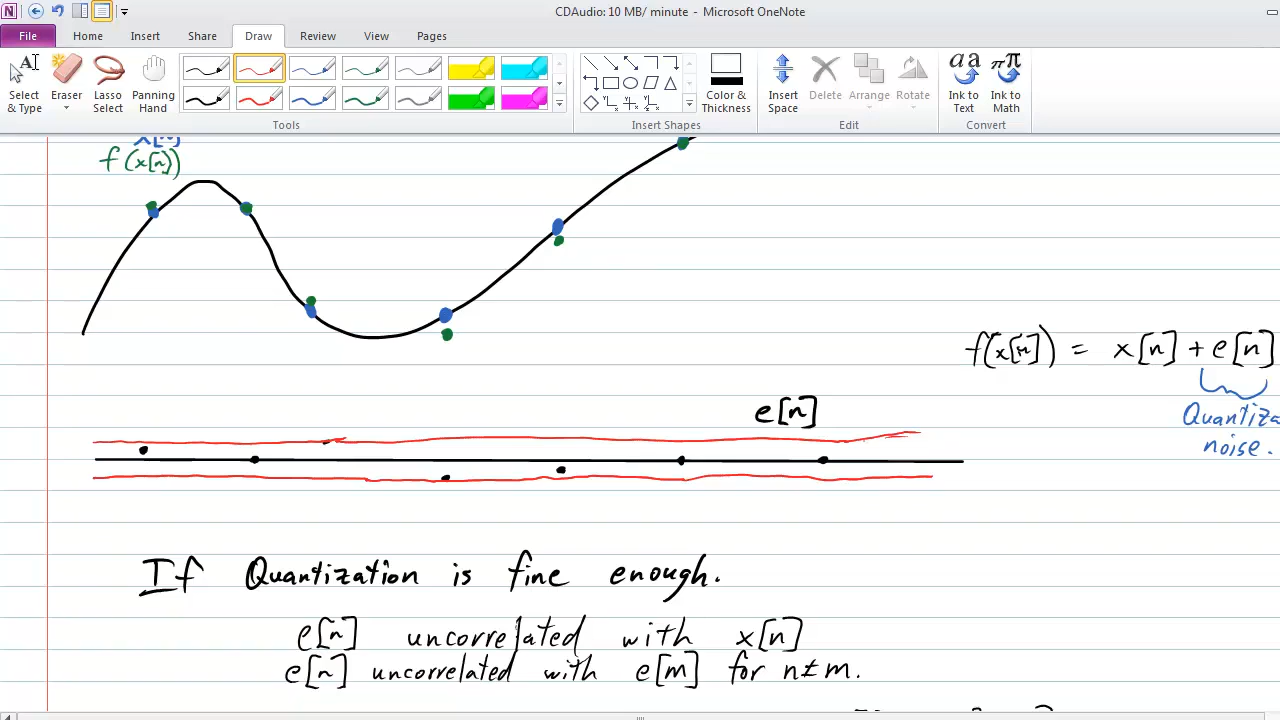 CDAudio: 10 MB/ minute - Microsoft OneNote
File Home Insert Share Draw Review View Pages
Select & Type Eraser Lasso Select Panning Hand Color & Thickness Insert Space Delete Arrange Rotate Ink to Text Ink to Math
Tools Insert Shapes Edit Convert
x[n]
f(x[n])
f(x[n]) = x[n] + e[n]
Quantiza
noise.
e[n]
If Quantization is fine enough.
e[n] uncorrelated with x[n]
e[n] uncorrelated with e[m] for n≠m.